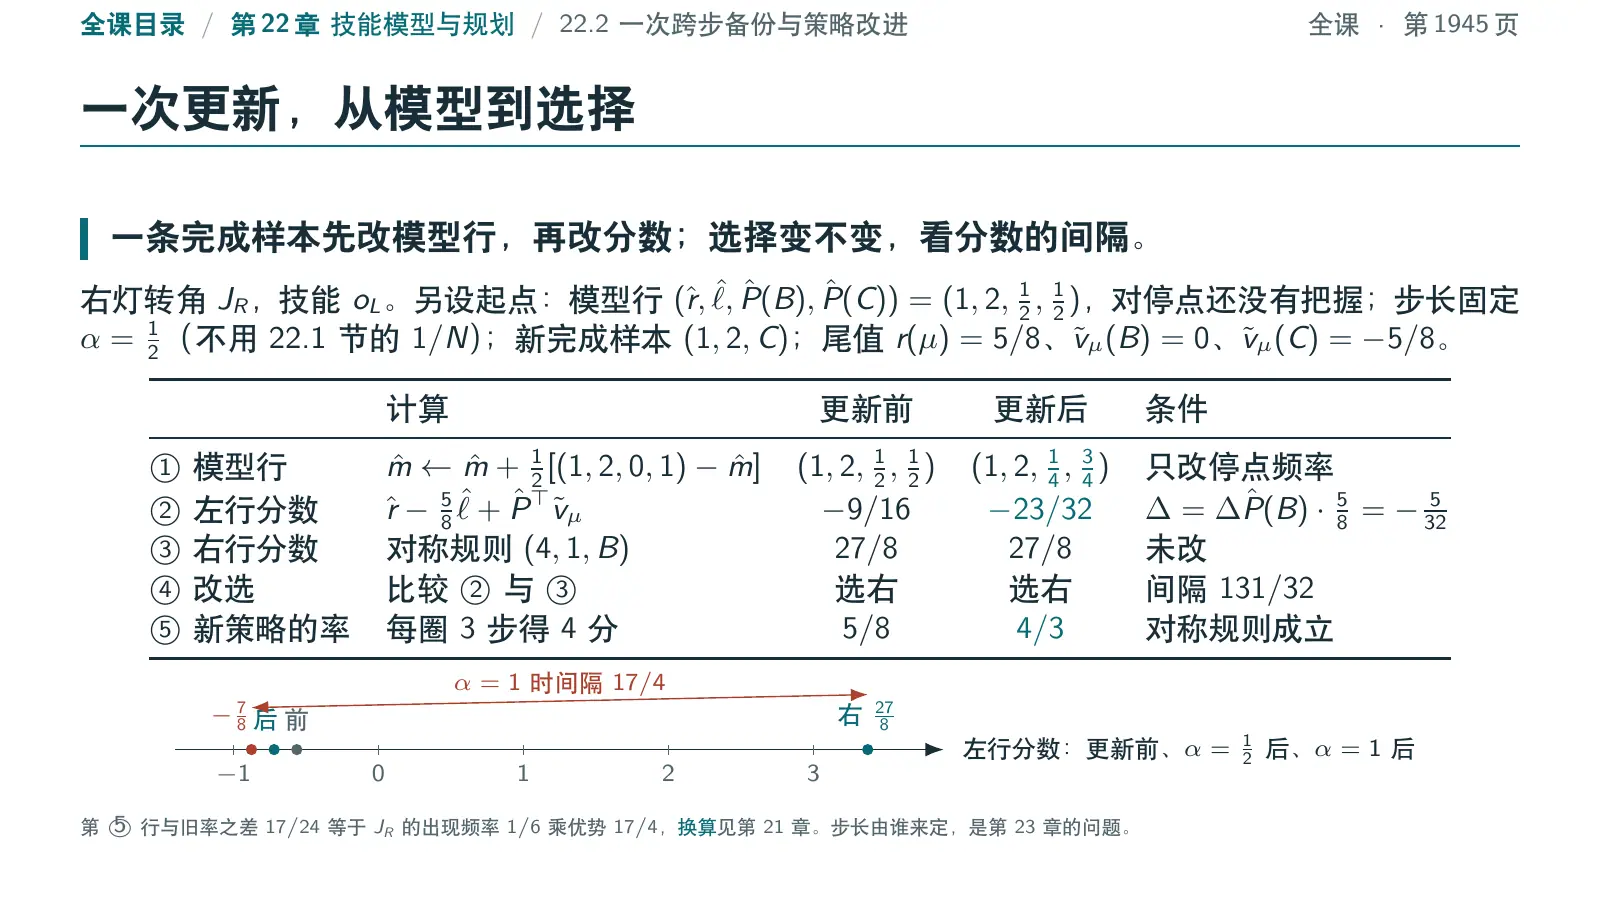 全课目录 / 第 22 章 技能模型与规划 / 22.2 一次跨步备份与策略改进 全课 · 第 1945 页
一次更新，从模型到选择
一条完成样本先改模型行，再改分数；选择变不变，看分数的间隔。
右灯转角 J_R，技能 o_L。另设起点：模型行 (r̂, ℓ̂, P̂(B), P̂(C)) = (1, 2, 1/2, 1/2)，对停点还没有把握；步长固定
α = 1/2（不用 22.1 节的 1/N）；新完成样本 (1, 2, C)；尾值 r(μ) = 5/8、ṽ_μ(B) = 0、ṽ_μ(C) = −5/8。
计算 更新前 更新后 条件
① 模型行 m̂ ← m̂ + 1/2[(1, 2, 0, 1) − m̂] (1, 2, 1/2, 1/2) (1, 2, 1/4, 3/4) 只改停点频率
② 左行分数 r̂ − 5/8 ℓ̂ + P̂^⊤ ṽ_μ −9/16 −23/32 Δ = ΔP̂(B) · 5/8 = −5/32
③ 右行分数 对称规则 (4, 1, B) 27/8 27/8 未改
④ 改选 比较 ② 与 ③ 选右 选右 间隔 131/32
⑤ 新策略的率 每圈 3 步得 4 分 5/8 4/3 对称规则成立
α = 1 时间隔 17/4
−7/8 后 前 右 27/8
左行分数：更新前、α = 1/2 后、α = 1 后
−1 0 1 2 3
第 ⑤ 行与旧率之差 17/24 等于 J_R 的出现频率 1/6 乘优势 17/4，换算见第 21 章。步长由谁来定，是第 23 章的问题。